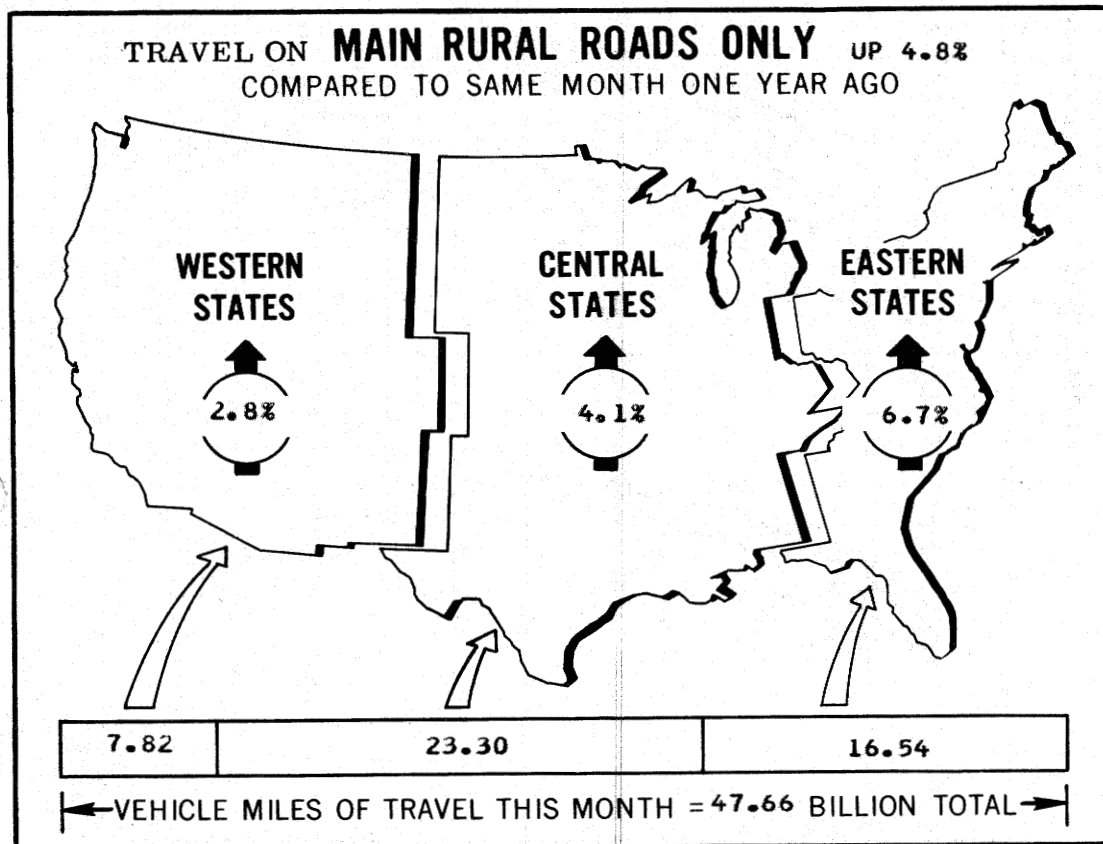 TRAVEL ON MAIN RURAL ROADS ONLY UP 4.8%
COMPARED TO SAME MONTH ONE YEAR AGO
WESTERN
STATES
2.8%
CENTRAL
STATES
4.1%
EASTERN
STATES
6.7%
7.82 23.30 16.54
VEHICLE MILES OF TRAVEL THIS MONTH = 47.66 BILLION TOTAL